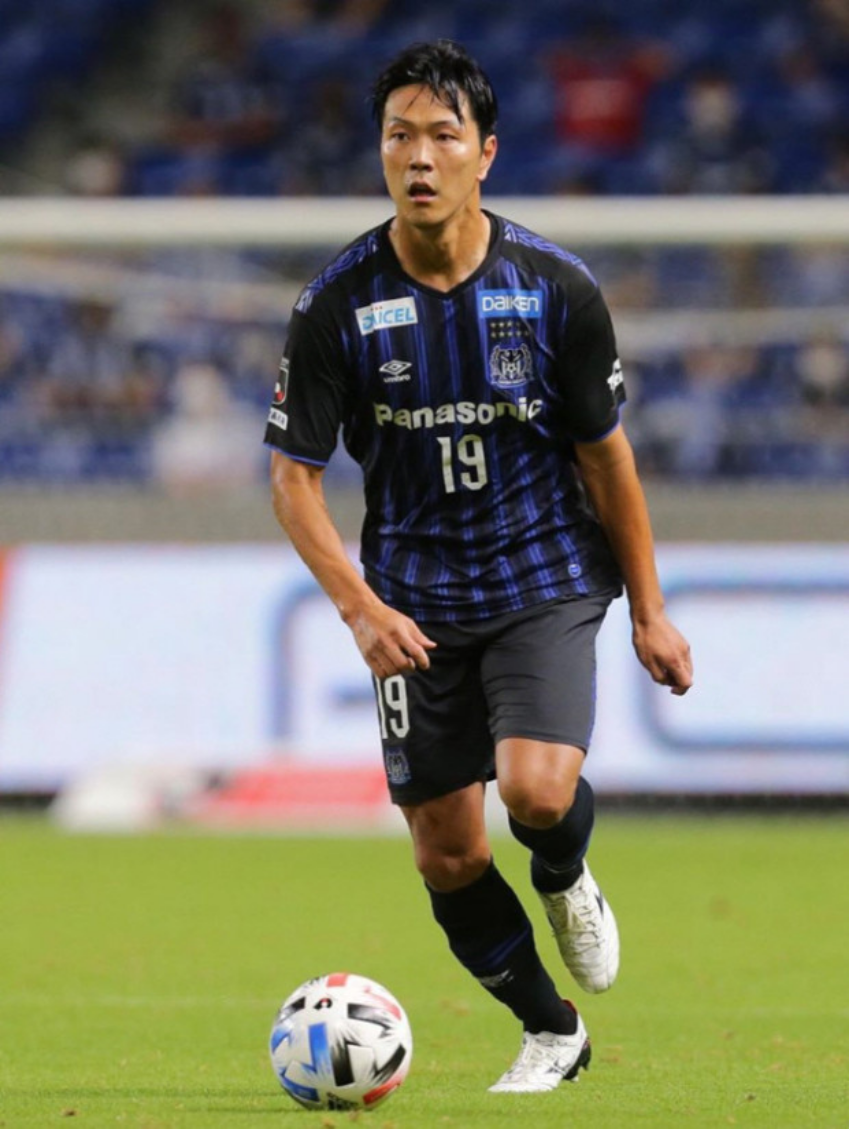 DAICEL
DAIKEN
umbro
Panasonic
19
19